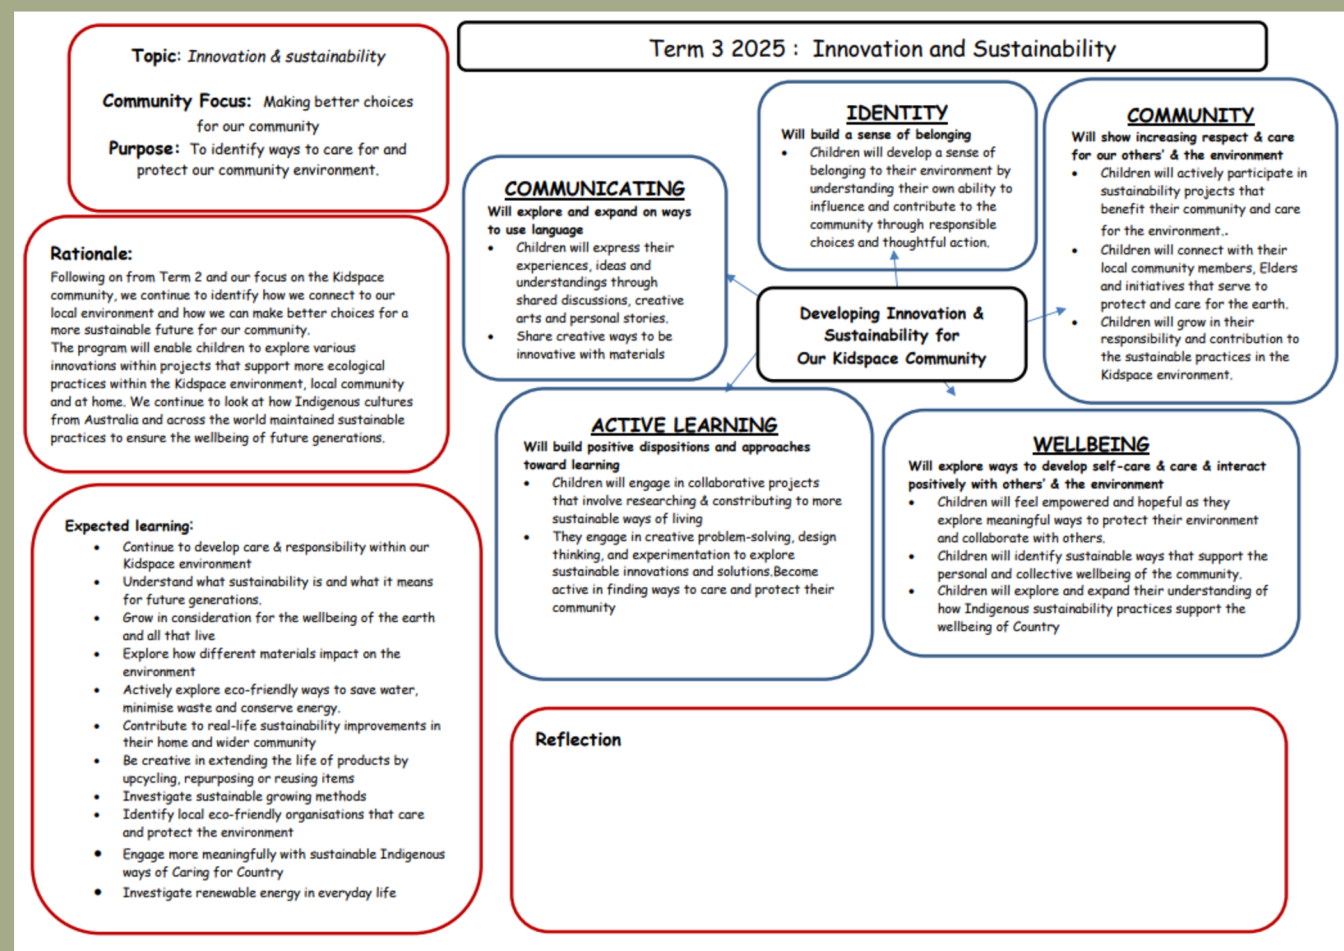 Topic: Innovation & sustainability
Community Focus: Making better choices
for our community
Purpose: To identify ways to care for and
protect our community environment.
Term 3 2025 : Innovation and Sustainability
Rationale:
Following on from Term 2 and our focus on the Kidspace
community, we continue to identify how we connect to our
local environment and how we can make better choices for a
more sustainable future for our community.
The program will enable children to explore various
innovations within projects that support more ecological
practices within the Kidspace environment, local community
and at home. We continue to look at how Indigenous cultures
from Australia and across the world maintained sustainable
practices to ensure the wellbeing of future generations.
Expected learning:
• Continue to develop care & responsibility within our
Kidspace environment
• Understand what sustainability is and what it means
for future generations.
• Grow in consideration for the wellbeing of the earth
and all that live
• Explore how different materials impact on the
environment
• Actively explore eco-friendly ways to save water,
minimise waste and conserve energy.
• Contribute to real-life sustainability improvements in
their home and wider community
• Be creative in extending the life of products by
upcycling, repurposing or reusing items
• Investigate sustainable growing methods
• Identify local eco-friendly organisations that care
and protect the environment
• Engage more meaningfully with sustainable Indigenous
ways of Caring for Country
• Investigate renewable energy in everyday life
COMMUNICATING
Will explore and expand on ways
to use language
• Children will express their
experiences, ideas and
understandings through
shared discussions, creative
arts and personal stories.
• Share creative ways to be
innovative with materials
IDENTITY
Will build a sense of belonging
• Children will develop a sense of
belonging to their environment by
understanding their own ability to
influence and contribute to the
community through responsible
choices and thoughtful action.
COMMUNITY
Will show increasing respect & care
for our others' & the environment
• Children will actively participate in
sustainability projects that
benefit their community and care
for the environment..
• Children will connect with their
local community members, Elders
and initiatives that serve to
protect and care for the earth.
• Children will grow in their
responsibility and contribution to
the sustainable practices in the
Kidspace environment.
Developing Innovation &
Sustainability for
Our Kidspace Community
ACTIVE LEARNING
Will build positive dispositions and approaches
toward learning
• Children will engage in collaborative projects
that involve researching & constributing to more
sustainable ways of living
• They engage in creative problem-solving, design
thinking, and experimentation to explore
sustainable innovations and solutions.Become
active in finding ways to care and protect their
community
WELLBEING
Will explore ways to develop self-care & care & interact
positively with others' & the environment
• Children will feel empowered and hopeful as they
explore meaningful ways to protect their environment
and collaborate with others.
• Children will identify sustainable ways that support the
personal and collective wellbeing of the community.
• Children will explore and expand their understanding of
how Indigenous sustainability practices support the
wellbeing of Country
Reflection